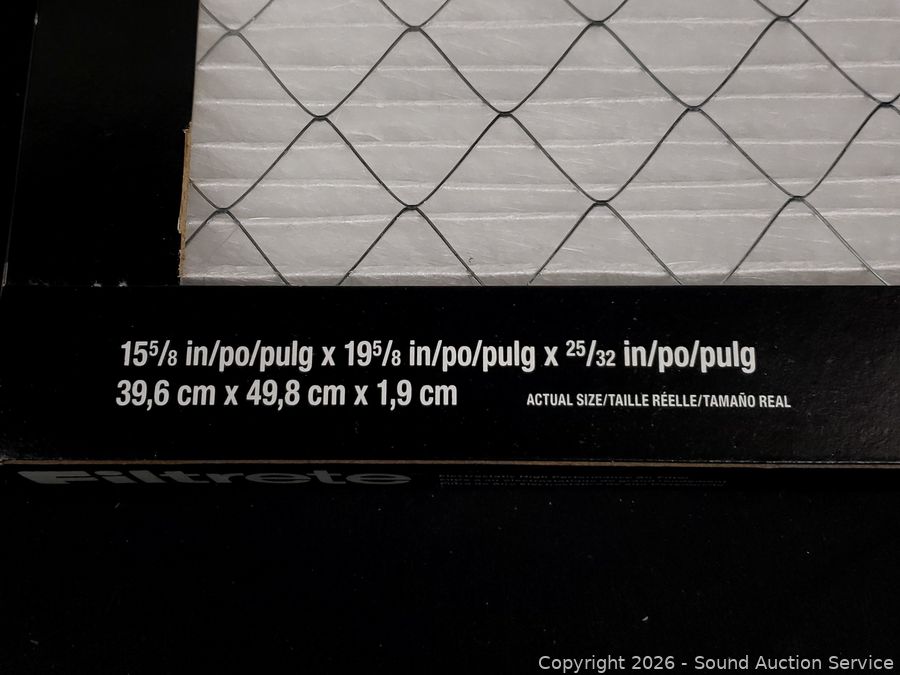 15⁵/₈ in/po/pulg x 19⁵/₈ in/po/pulg x ²⁵/₃₂ in/po/pulg
39,6 cm x 49,8 cm x 1,9 cm
ACTUAL SIZE/TAILLE RÉELLE/TAMAÑO REAL
Filtrete
Copyright 2026 - Sound Auction Service